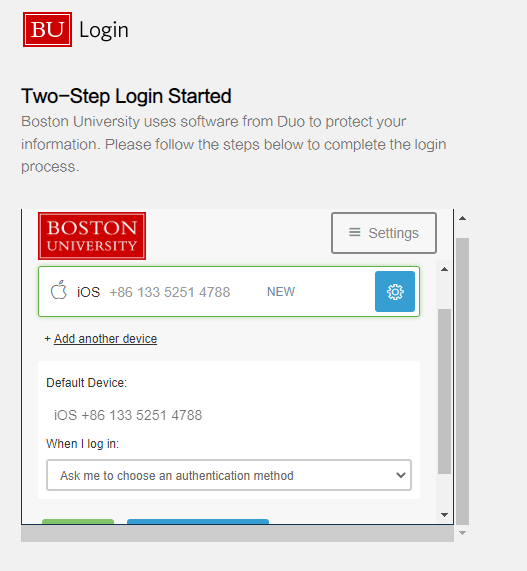 BU Login
Two-Step Login Started
Boston University uses software from Duo to protect your
information. Please follow the steps below to complete the login
process.
BOSTON
UNIVERSITY
Settings
iOS +86 133 5251 4788 NEW
+ Add another device
Default Device:
iOS +86 133 5251 4788
When I log in:
Ask me to choose an authentication method